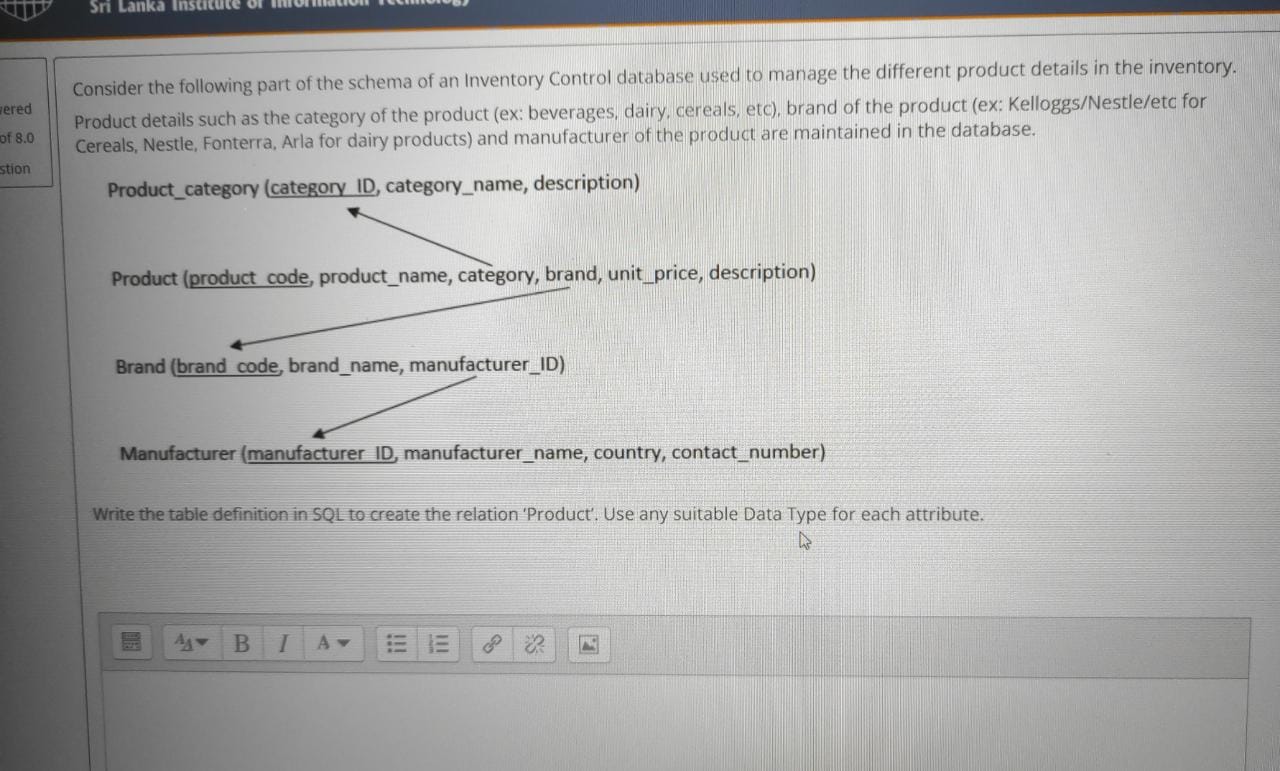 Sri Lanka Institute of Information Technology
vered
of 8.0
stion
Consider the following part of the schema of an Inventory Control database used to manage the different product details in the inventory.
Product details such as the category of the product (ex: beverages, dairy, cereals, etc), brand of the product (ex: Kelloggs/Nestle/etc for
Cereals, Nestle, Fonterra, Arla for dairy products) and manufacturer of the product are maintained in the database.
Product_category (category_ID, category_name, description)
Product (product_code, product_name, category, brand, unit_price, description)
Brand (brand_code, brand_name, manufacturer_ID)
Manufacturer (manufacturer_ID, manufacturer_name, country, contact_number)
Write the table definition in SQL to create the relation 'Product'. Use any suitable Data Type for each attribute.
B I A